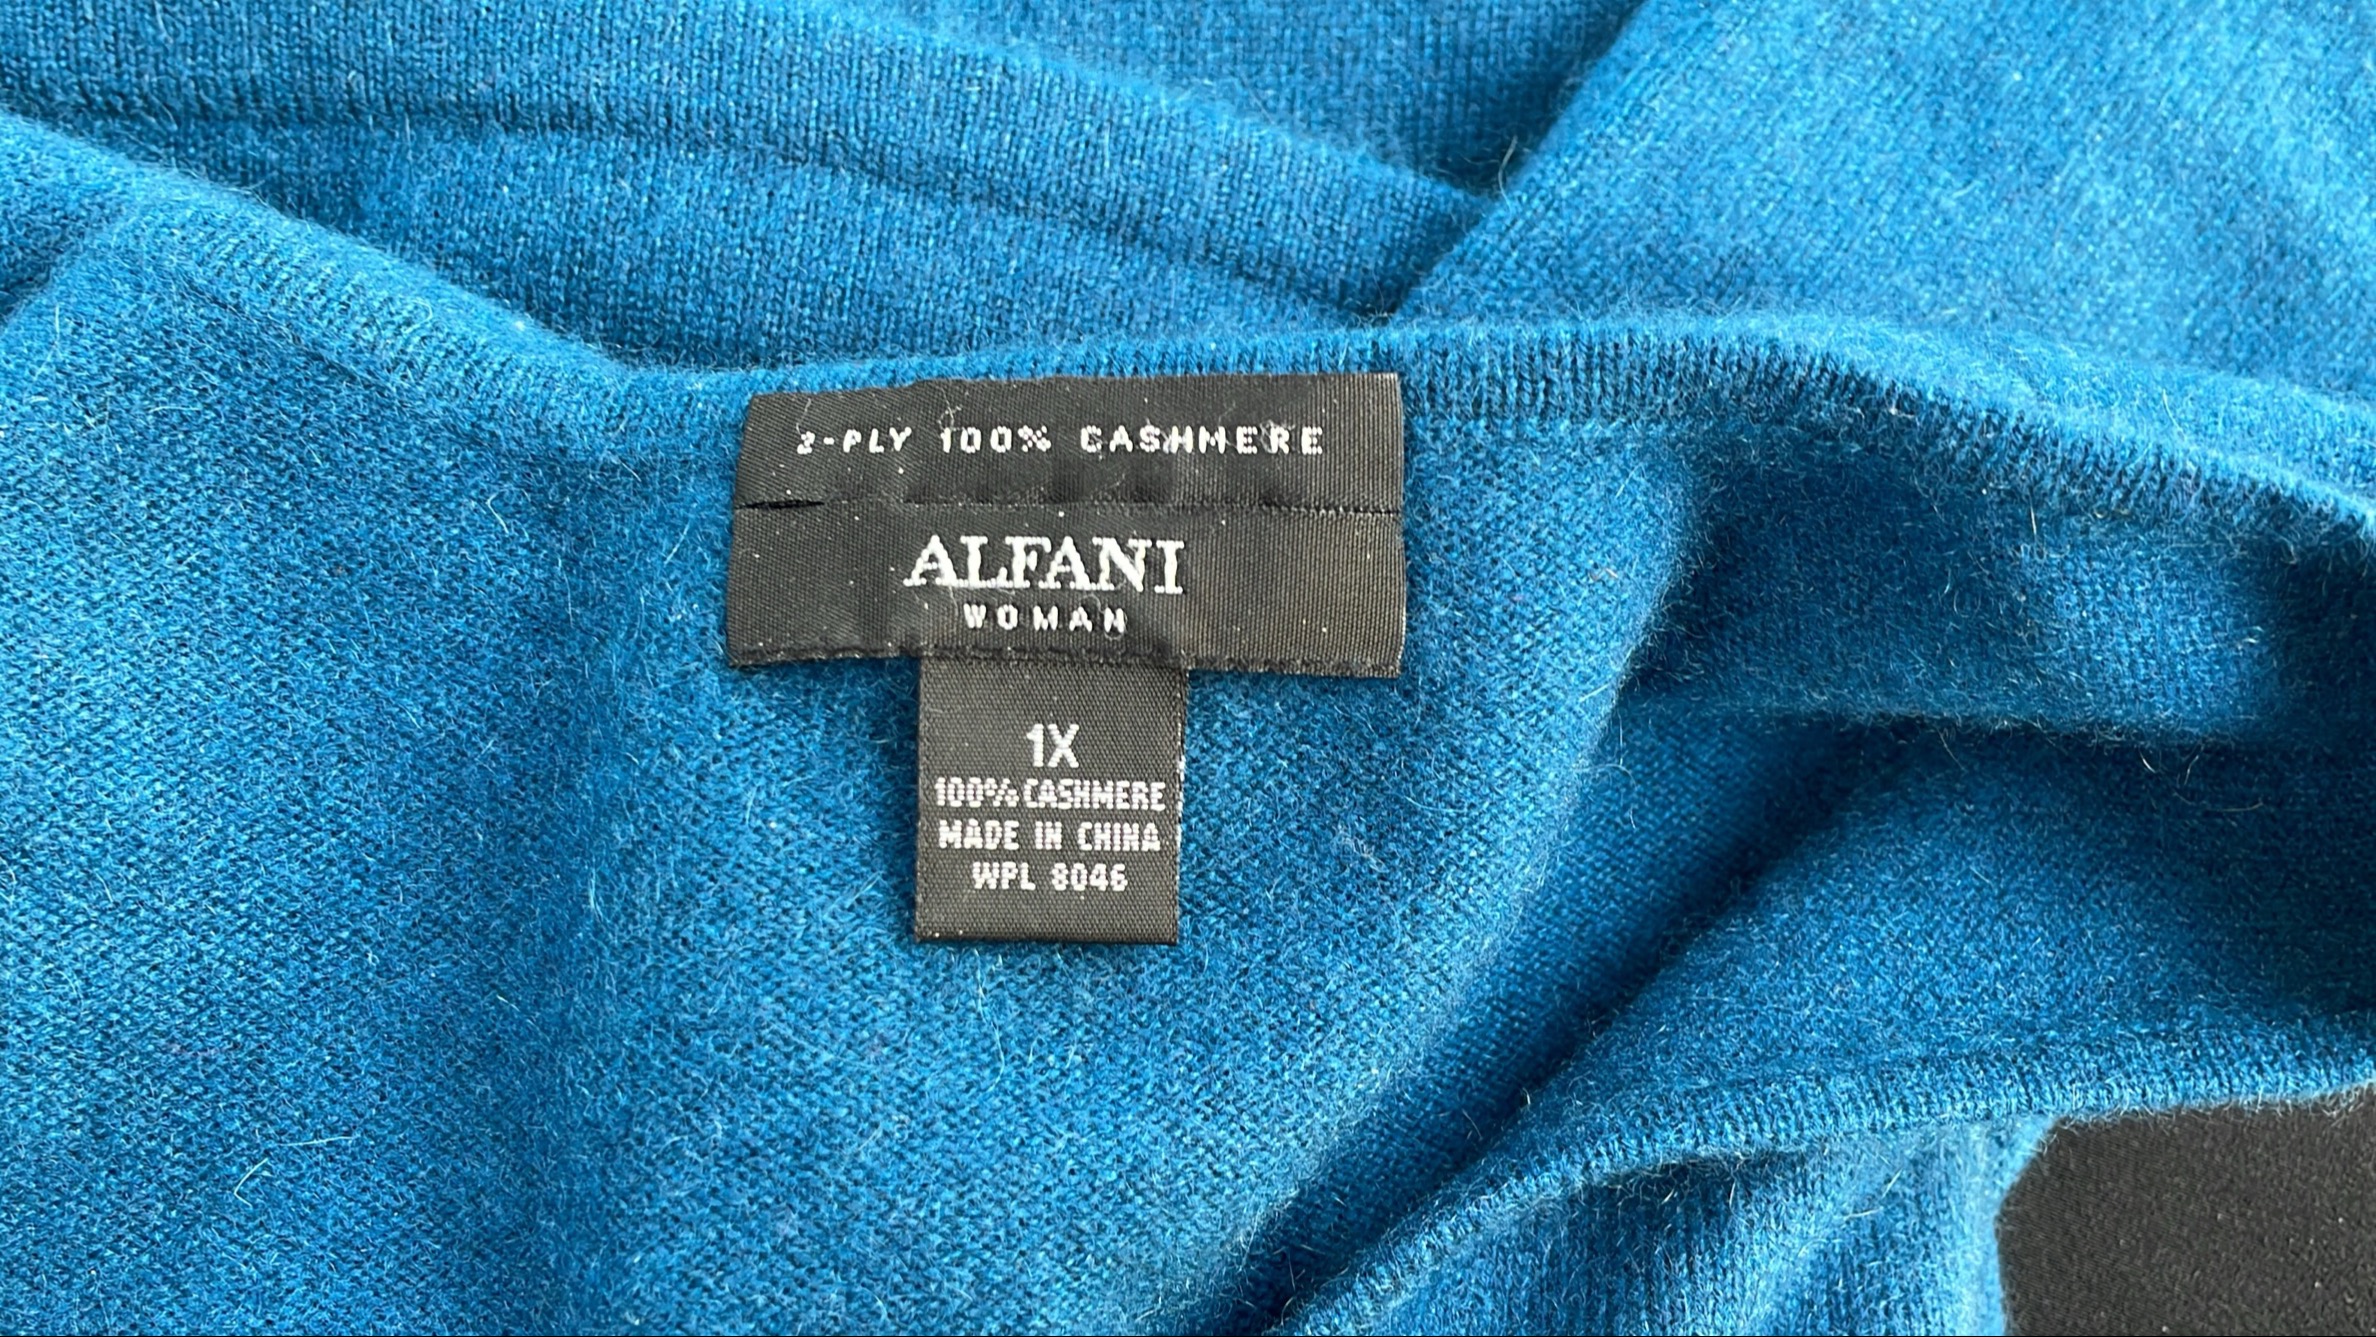 2-PLY 100% CASHMERE
ALFANI
WOMAN
1X
100% CASHMERE
MADE IN CHINA
WPL 8046